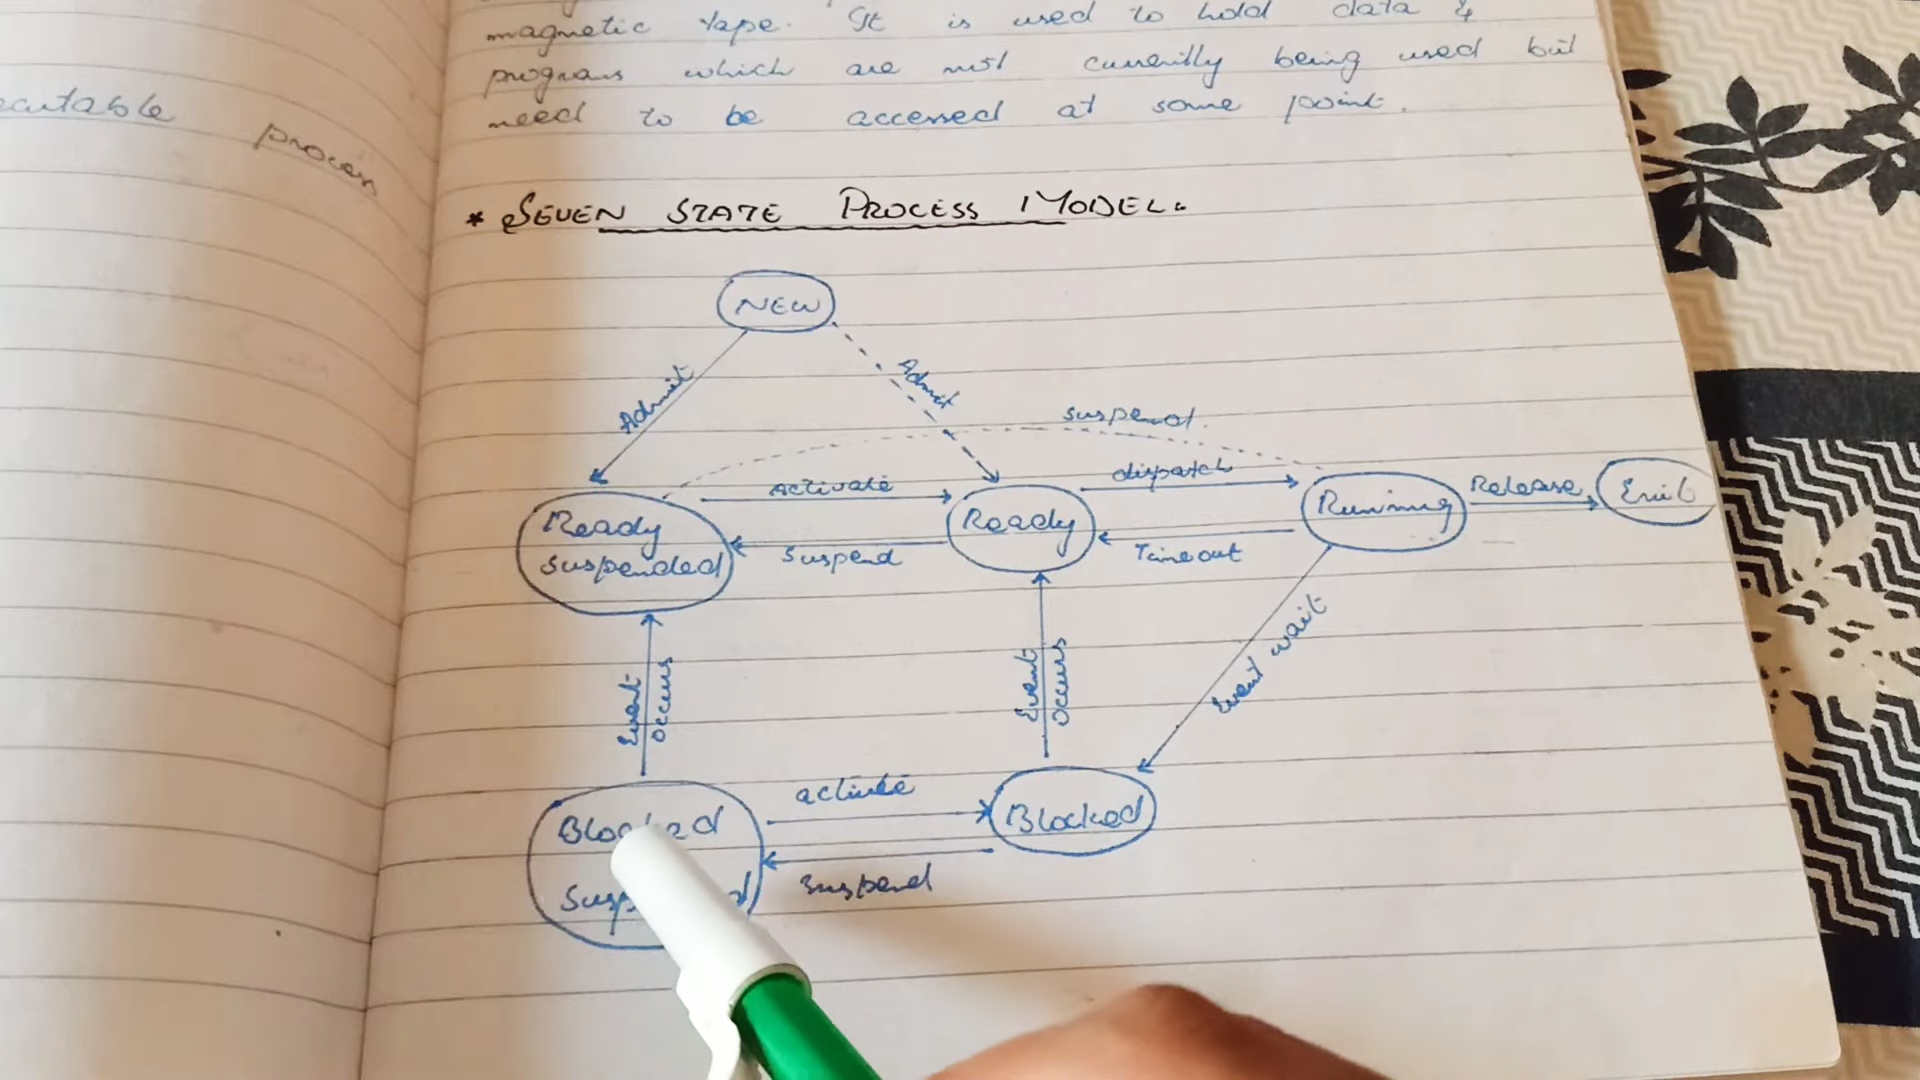 magnetic tape. It is used to hold data &
programs which are not currently being used but
need to be accessed at some point.
ecutable process
* SEVEN STATE PROCESS MODEL.
NEW
Admit
Admit
suspend
Activate
dispatch
Release
Exit
Ready
suspended
Ready
Running
Suspend
Timeout
Event
occurs
Event
occurs
Event wait
activate
Blocked
Blocked
suspend